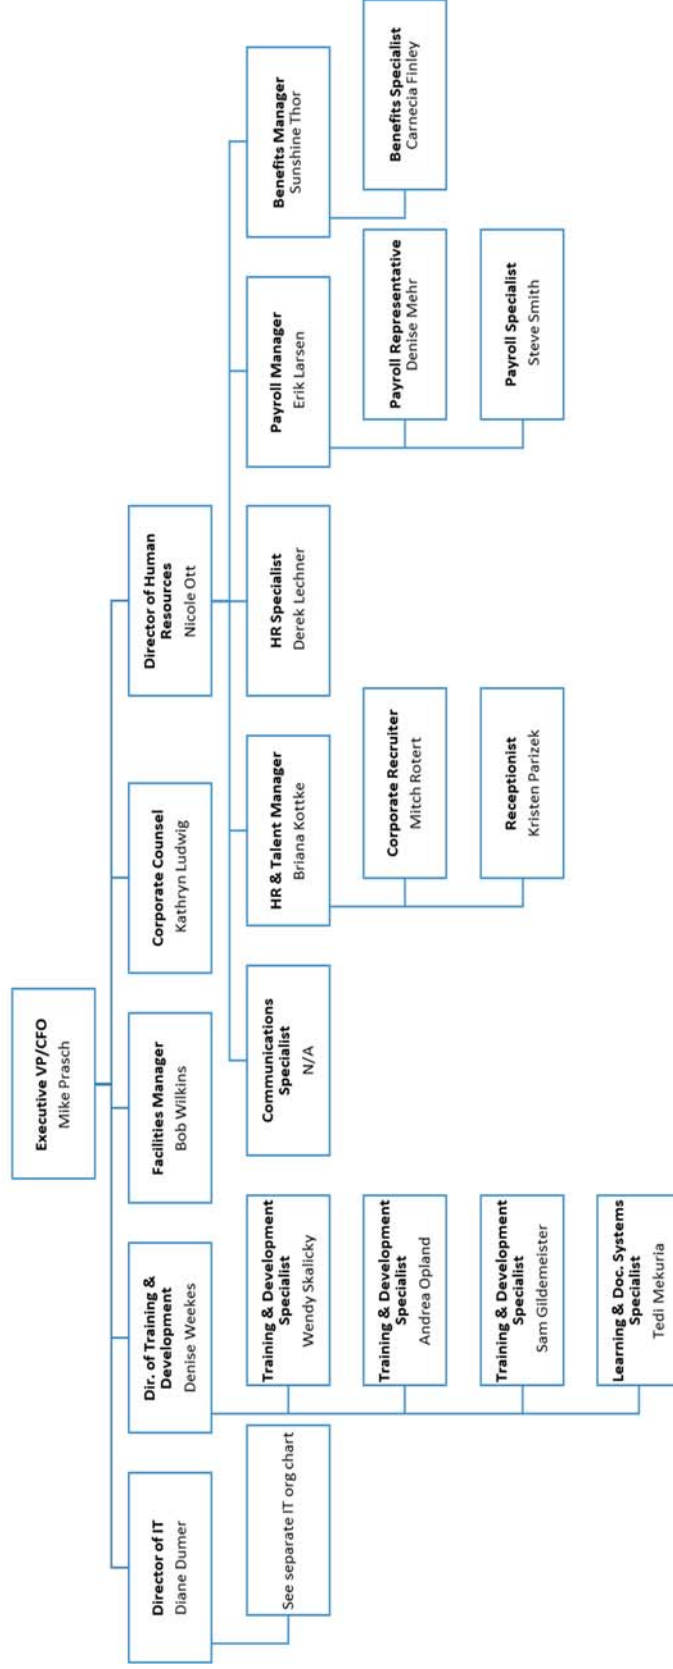 Executive VP/CFO
Mike Prasch
Director of IT
Diane Dumer
See separate IT org chart
Dir. of Training &
Development
Denise Weekes
Training & Development
Specialist
Wendy Skalicky
Training & Development
Specialist
Andrea Opland
Training & Development
Specialist
Sam Gildemeister
Learning & Doc. Systems
Specialist
Tedi Mekuria
Facilities Manager
Bob Wilkins
Corporate Counsel
Kathryn Ludwig
Director of Human
Resources
Nicole Ott
Communications
Specialist
N/A
HR & Talent Manager
Briana Kottke
Corporate Recruiter
Mitch Rotert
Receptionist
Kristen Parizek
HR Specialist
Derek Lechner
Payroll Manager
Erik Larsen
Payroll Representative
Denise Mehr
Payroll Specialist
Steve Smith
Benefits Manager
Sunshine Thor
Benefits Specialist
Carnecia Finley